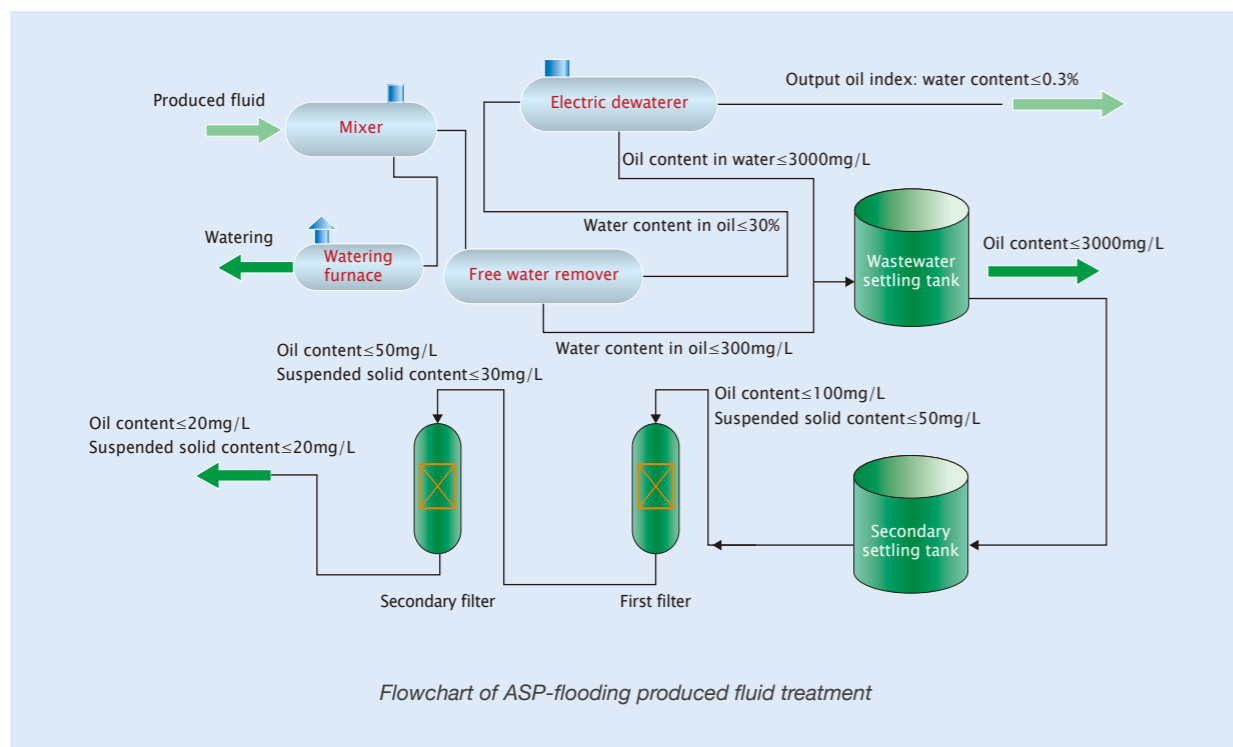 Output oil index: water content≤0.3%
Produced fluid
Electric dewaterer
Mixer
Oil content in water≤3000mg/L
Water content in oil≤30%
Watering
Watering
furnace
Free water remover
Wastewater
settling tank
Oil content≤3000mg/L
Water content in oil≤300mg/L
Oil content≤50mg/L
Suspended solid content≤30mg/L
Oil content≤100mg/L
Suspended solid content≤50mg/L
Oil content≤20mg/L
Suspended solid content≤20mg/L
Secondary
settling tank
Secondary filter
First filter
Flowchart of ASP-flooding produced fluid treatment